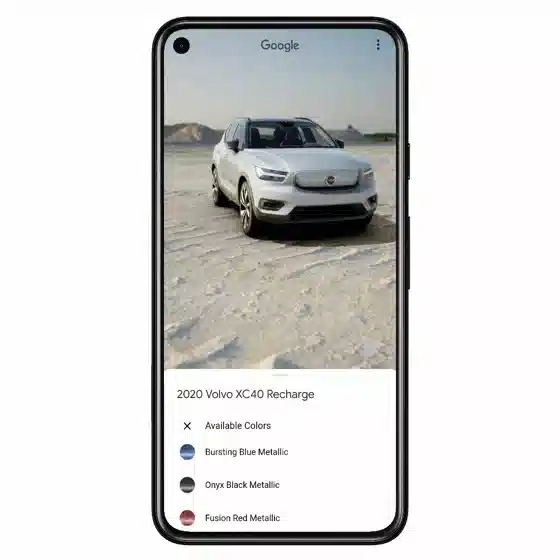 Google
2020 Volvo XC40 Recharge
Available Colors
Bursting Blue Metallic
Onyx Black Metallic
Fusion Red Metallic